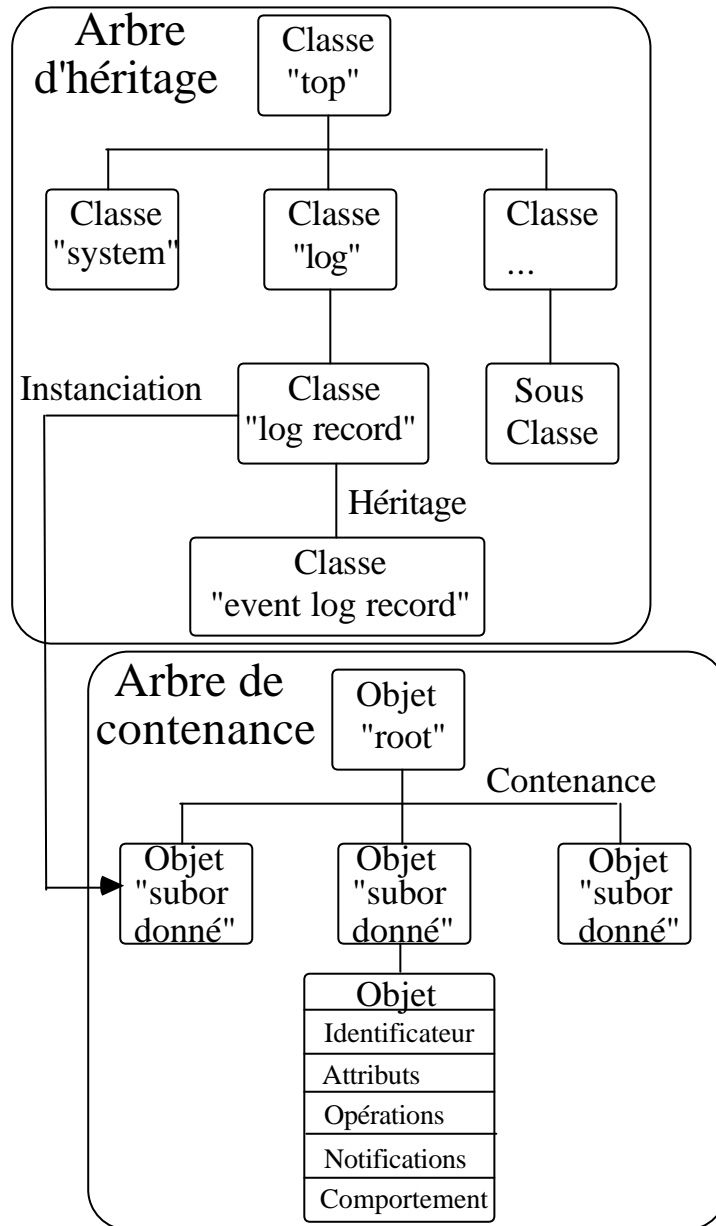 Arbre
d'héritage
Classe
"top"
Classe
"system"
Classe
"log"
Classe
...
Instanciation
Classe
"log record"
Sous
Classe
Héritage
Classe
"event log record"
Arbre de
contenance
Objet
"root"
Contenance
Objet
"subor
donné"
Objet
"subor
donné"
Objet
"subor
donné"
Objet
Identificateur
Attributs
Opérations
Notifications
Comportement